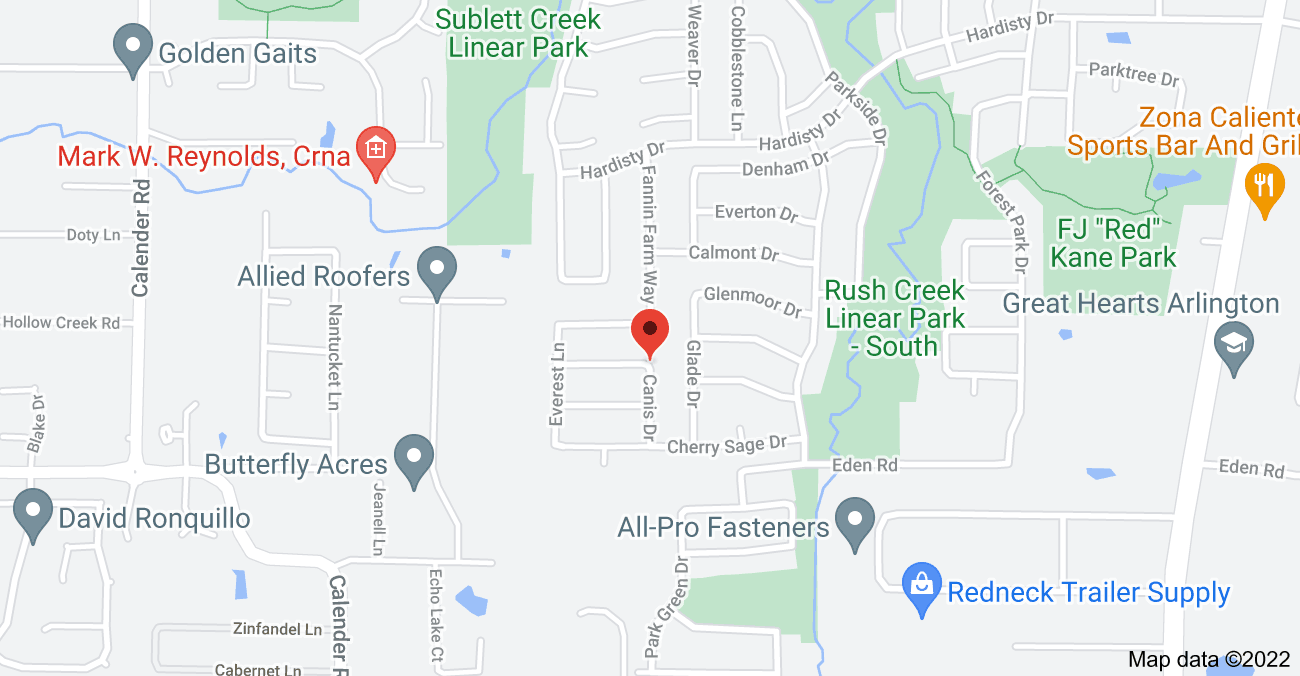 Sublett Creek
Linear Park
Weaver Dr
Cobblestone Ln
Hardisty Dr
Golden Gaits
Parktree Dr
Parkside Dr
Zona Caliente
Sports Bar And Gril
Hardisty Dr
Mark W. Reynolds, Crna
Hardisty Dr
Denham Dr
Fannin Farm Way
Forest Park Dr
Calender Rd
Everton Dr
Doty Ln
FJ "Red"
Kane Park
Calmont Dr
Allied Roofers
Glenmoor Dr
Rush Creek
Linear Park
- South
Great Hearts Arlington
Hollow Creek Rd
Nantucket Ln
Everest Ln
Glade Dr
Canis Dr
Blake Dr
Cherry Sage Dr
Butterfly Acres
Eden Rd
Eden Rd
David Ronquillo
Jeanell Ln
All-Pro Fasteners
Redneck Trailer Supply
Calender R
Echo Lake Ct
Park Green Dr
Zinfandel Ln
Cabernet Ln
Map data ©2022